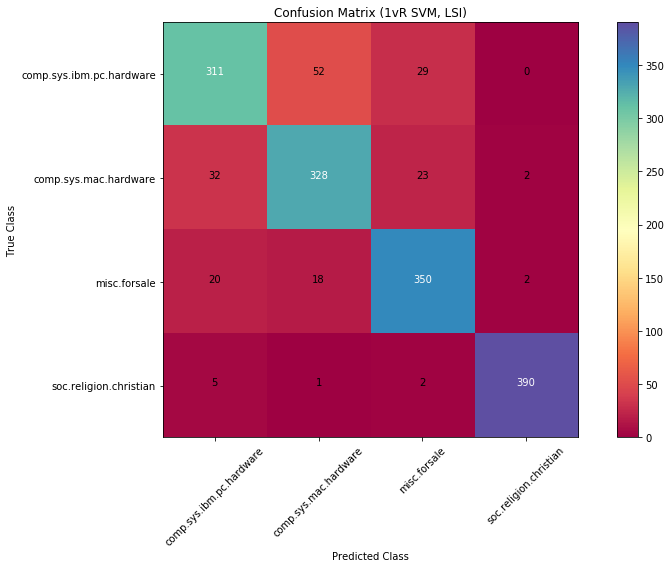 Confusion Matrix (1vR SVM, LSI)
comp.sys.ibm.pc.hardware
311 52 29 0
comp.sys.mac.hardware
32 328 23 2
misc.forsale
20 18 350 2
soc.religion.christian
5 1 2 390
True Class
comp.sys.ibm.pc.hardware
comp.sys.mac.hardware
misc.forsale
soc.religion.christian
Predicted Class
350
300
250
200
150
100
50
0